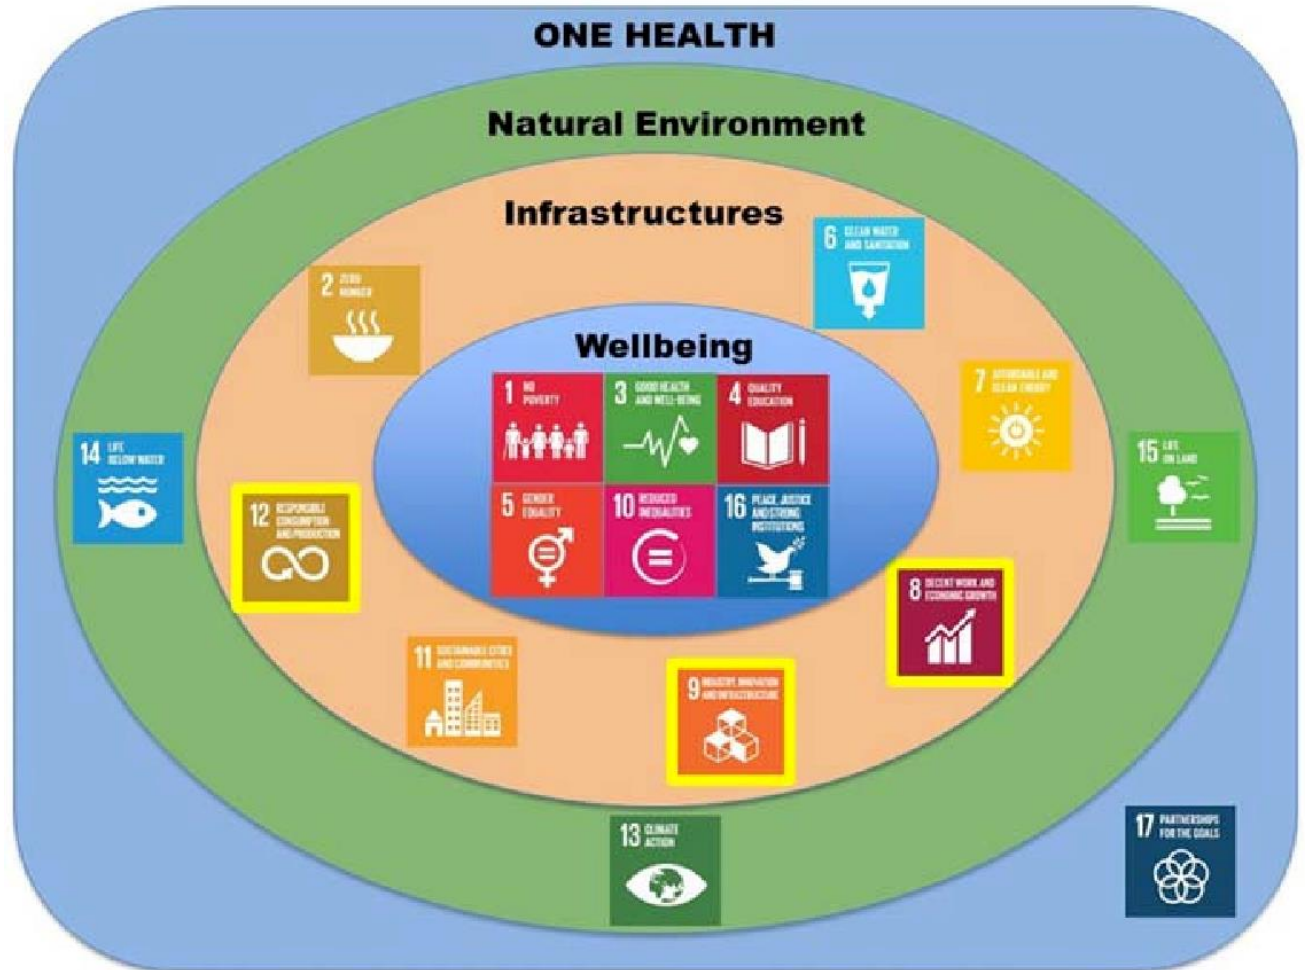 ONE HEALTH
Natural Environment
Infrastructures
6 CLEAN WATER
AND SANITATION
2 ZERO
HUNGER
Wellbeing
7 AFFORDABLE AND
CLEAN ENERGY
1 NO
POVERTY
3 GOOD HEALTH
AND WELL-BEING
4 QUALITY
EDUCATION
14 LIFE
BELOW WATER
15 LIFE
ON LAND
12 RESPONSIBLE
CONSUMPTION
AND PRODUCTION
5 GENDER
EQUALITY
10 REDUCED
INEQUALITIES
16 PEACE, JUSTICE
AND STRONG
INSTITUTIONS
8 DECENT WORK AND
ECONOMIC GROWTH
11 SUSTAINABLE CITIES
AND COMMUNITIES
9 INDUSTRY, INNOVATION
AND INFRASTRUCTURE
13 CLIMATE
ACTION
17 PARTNERSHIPS
FOR THE GOALS